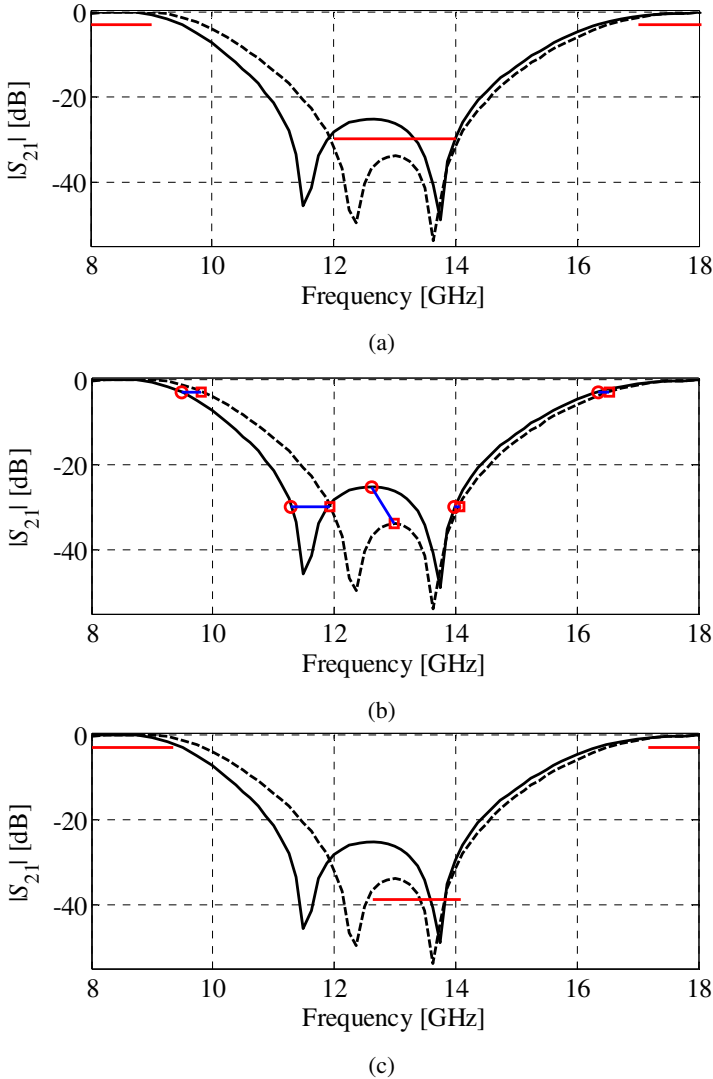 0
-20
-40
|S21| [dB]
8 10 12 14 16 18
Frequency [GHz]
(a)
0
-20
-40
|S21| [dB]
8 10 12 14 16 18
Frequency [GHz]
(b)
0
-20
-40
|S21| [dB]
8 10 12 14 16 18
Frequency [GHz]
(c)